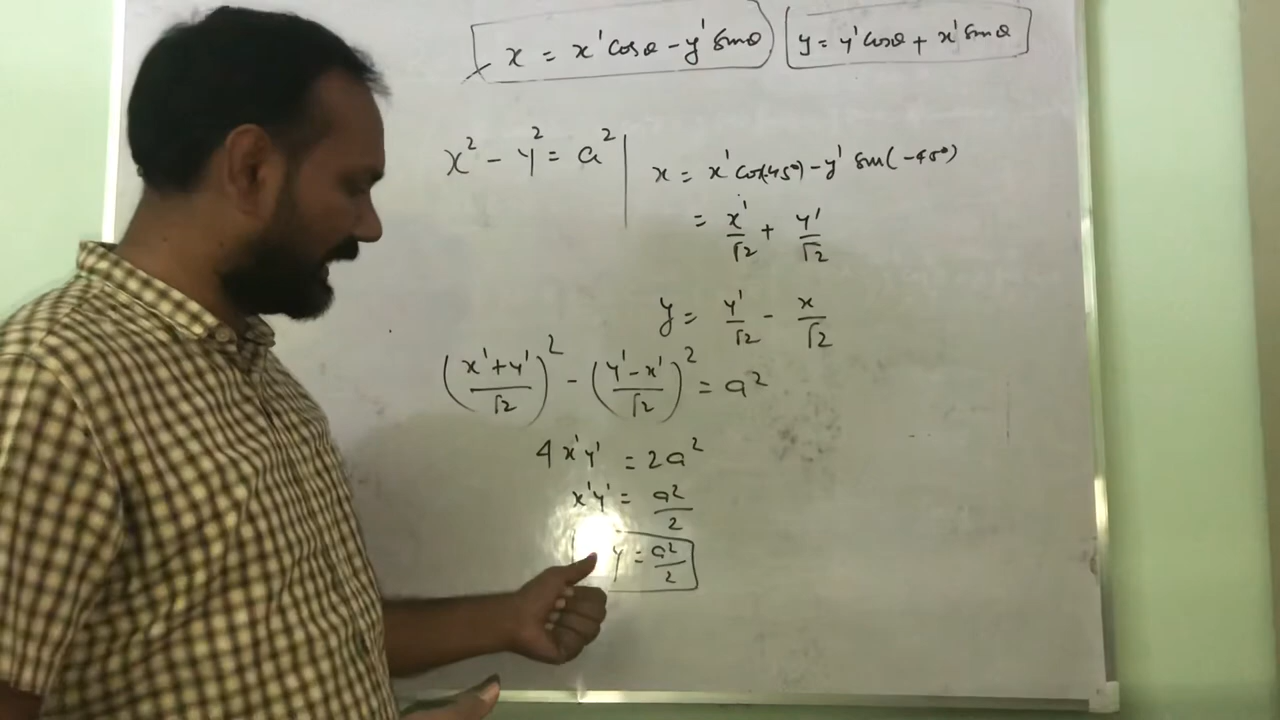 x = x' cosθ - y' sinθ
y = y' cosθ + x' sinθ
x² - y² = a²
x = x' cos(-45°) - y' sin(-45°)
= x'/√2 + y'/√2
y = y'/√2 - x/√2
((x'+y')/√2)² - ((y'-x')/√2)² = a²
4x'y' = 2a²
x'y' = a²/2
y = a²/2